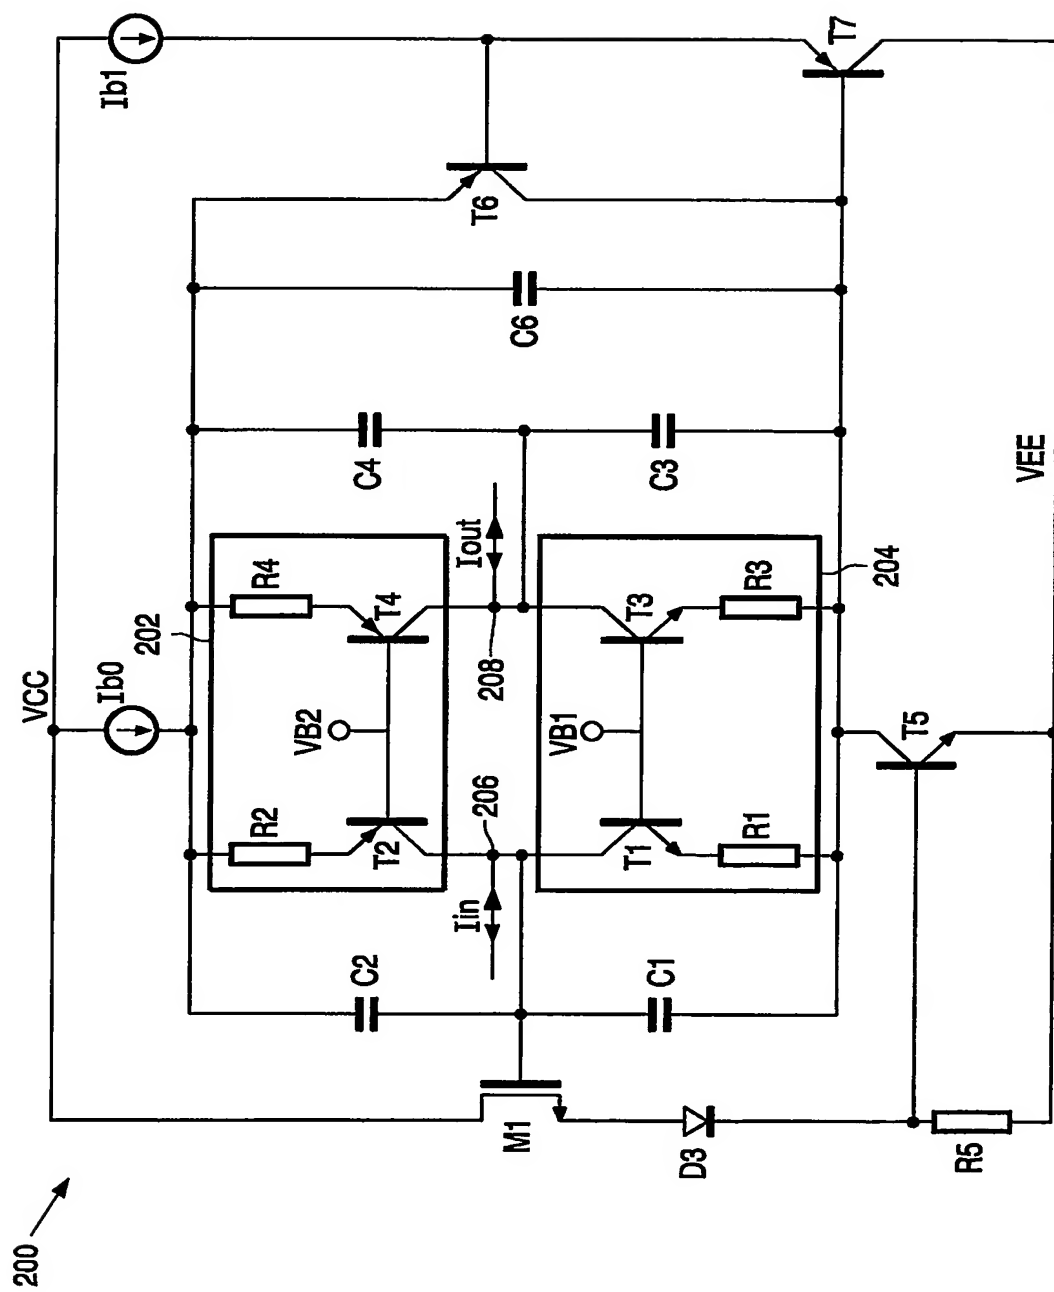 200
VCC
Ib0
Ib1
202
R2
R4
T2
T4
VB2
C2
C4
C6
T6
Iin
206
208
Iout
M1
C1
C3
T1
T3
VB1
R1
R3
204
D3
T5
T7
R5
VEE